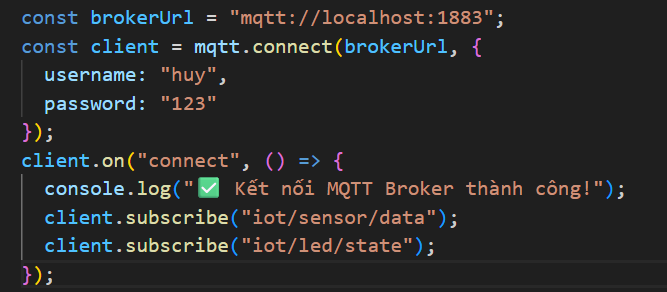 const brokerUrl = "mqtt://localhost:1883";
const client = mqtt.connect(brokerUrl, {
  username: "huy",
  password: "123"
});
client.on("connect", () => {
  console.log("✅ Kết nối MQTT Broker thành công!");
  client.subscribe("iot/sensor/data");
  client.subscribe("iot/led/state");
});